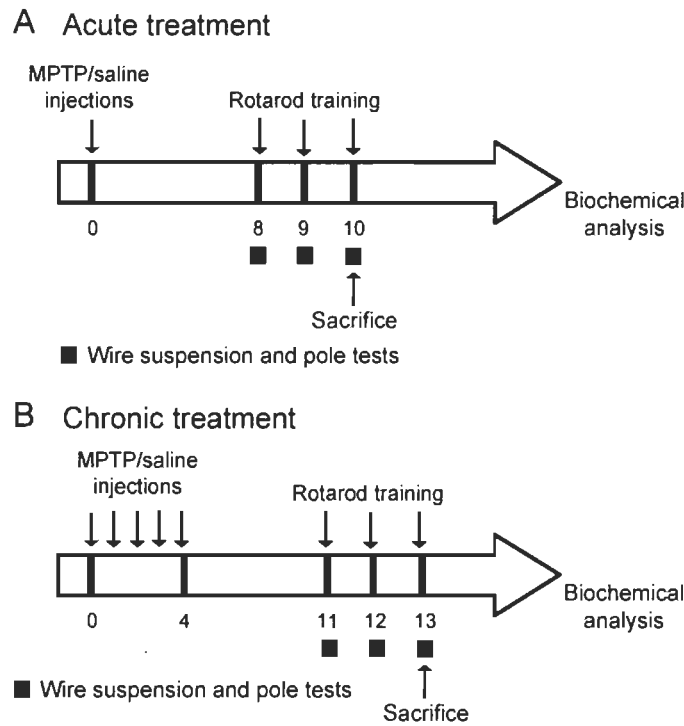 A Acute treatment
MPTP/saline
injections
Rotarod training
0 8 9 10
Biochemical
analysis
Sacrifice
Wire suspension and pole tests
B Chronic treatment
MPTP/saline
injections
Rotarod training
0 4 11 12 13
Biochemical
analysis
Wire suspension and pole tests
Sacrifice